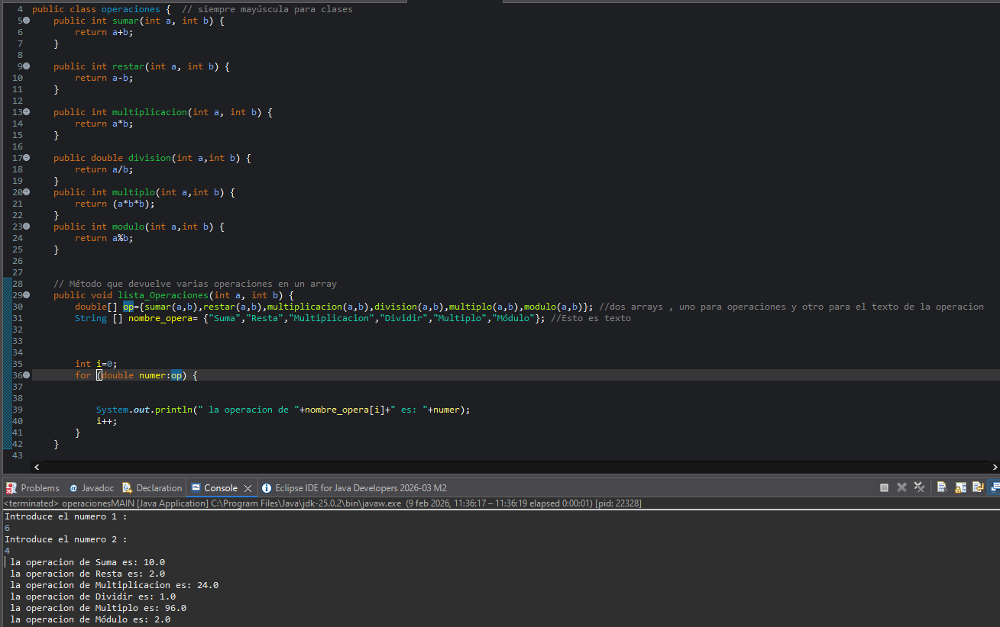 4 public class operaciones {  // siempre mayúscula para clases
5     public int sumar(int a, int b) {
6         return a+b;
7     }
8
9     public int restar(int a, int b) {
10         return a-b;
11     }
12
13     public int multiplicacion(int a, int b) {
14         return a*b;
15     }
16
17     public double division(int a,int b) {
18         return a/b;
19     }
20     public int multiplo(int a,int b) {
21         return (a*b*b);
22     }
23     public int modulo(int a,int b) {
24         return a%b;
25     }
26
27
28     // Método que devuelve varias operaciones en un array
29     public void lista_Operaciones(int a, int b) {
30         double[] op={sumar(a,b),restar(a,b),multiplicacion(a,b),division(a,b),multiplo(a,b),modulo(a,b)}; //dos arrays , uno para operaciones y otro para el texto de la operacion
31         String [] nombre_opera= {"Suma","Resta","Multiplicacion","Dividir","Multiplo","Módulo"}; //Esto es texto
32
33
34
35         int i=0;
36         for (double numer:op) {
37
38
39             System.out.println(" la operacion de "+nombre_opera[i]+" es: "+numer);
40             i++;
41         }
42     }
43
Problems Javadoc Declaration Console Eclipse IDE for Java Developers 2026-03 M2
<terminated> operacionesMAIN [Java Application] C:\Program Files\Java\jdk-25.0.2\bin\javaw.exe (9 feb 2026, 11:36:17 – 11:36:19 elapsed 0:00:01) [pid: 22328]
Introduce el numero 1 :
6
Introduce el numero 2 :
4
 la operacion de Suma es: 10.0
 la operacion de Resta es: 2.0
 la operacion de Multiplicacion es: 24.0
 la operacion de Dividir es: 1.0
 la operacion de Multiplo es: 96.0
 la operacion de Módulo es: 2.0